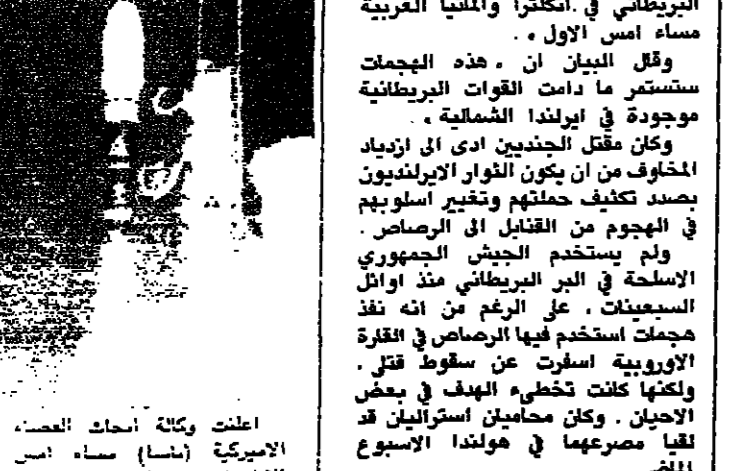 البريطاني في انكلترا والمانيا الغربية
مساء امس الاول ، .
وقال البيان ان ، هذه الهجمات
ستستمر ما دامت القوات البريطانية
موجودة في ايرلندا الشمالية ، .
وكان مقتل الجنديين ادى الى ازدياد
المخاوف من ان يكون الثوار الايرلنديون
بصدد تكثيف حملتهم وتغيير اسلوبهم
في الهجوم من القنابل الى الرصاص .
ولم يستخدم الجيش الجمهوري
الاسلحة في البر البريطاني منذ اوائل
السبعينات ، على الرغم من انه نفذ
هجمات استخدم فيها الرصاص في القارة
الاوروبية اسفرت عن سقوط قتلى ،
ولكنها كانت تخطىء الهدف في بعض
الاحيان . وكان محاميان استراليان قد
لقيا مصرعهما في هولندا الاسبوع
اعلنت وكالة ابحاث الفضاء
الاميركية (ناسا) مساء امس